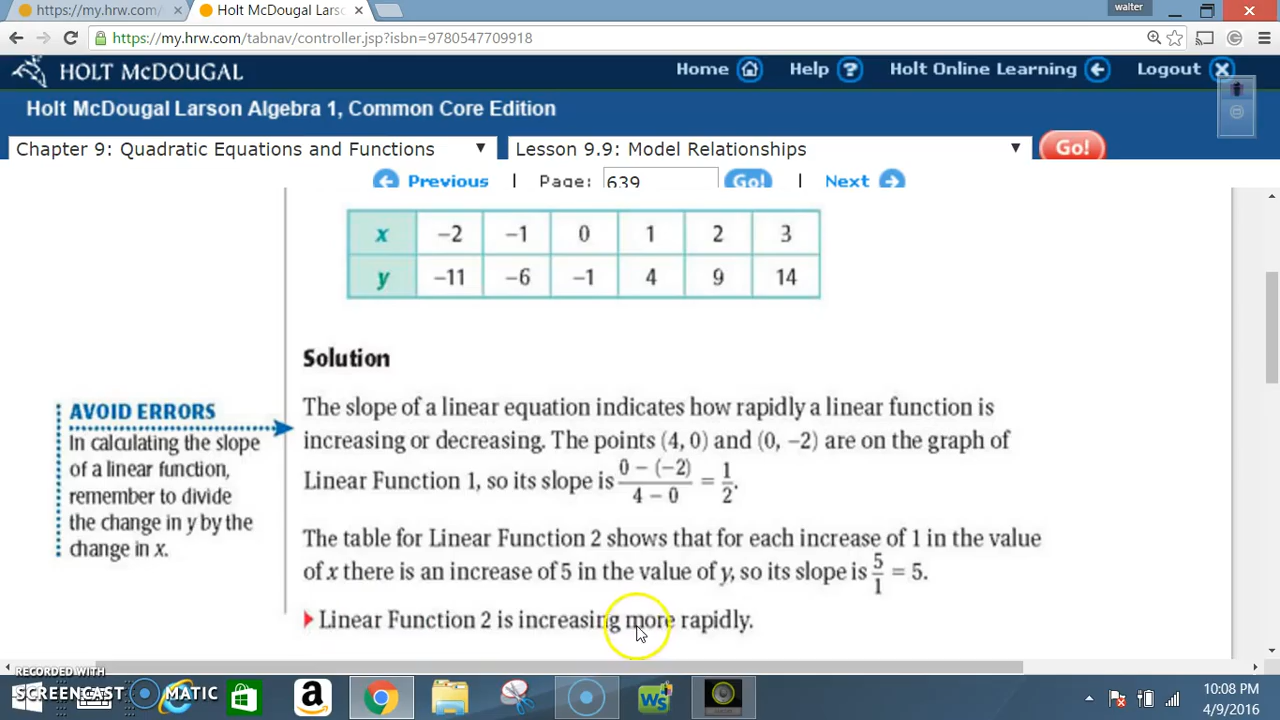 https://my.hrw.com/tabnav/ ×
Holt McDougal Larson Alg ×
walter
https://my.hrw.com/tabnav/controller.jsp?isbn=9780547709918
HOLT McDOUGAL
Home
Help ?
Holt Online Learning
Logout X
Holt McDougal Larson Algebra 1, Common Core Edition
Chapter 9: Quadratic Equations and Functions
Lesson 9.9: Model Relationships
Go!
Previous | Page: 639 Go! | Next
x −2 −1 0 1 2 3
y −11 −6 −1 4 9 14
Solution
The slope of a linear equation indicates how rapidly a linear function is
increasing or decreasing. The points (4, 0) and (0, −2) are on the graph of
Linear Function 1, so its slope is 0 − (−2) / 4 − 0 = 1/2.
The table for Linear Function 2 shows that for each increase of 1 in the value
of x there is an increase of 5 in the value of y, so its slope is 5/1 = 5.
Linear Function 2 is increasing more rapidly.
AVOID ERRORS
In calculating the slope
of a linear function,
remember to divide
the change in y by the
change in x.
RECORDED WITH
SCREENCAST MATIC
a
WS
10:08 PM
4/9/2016